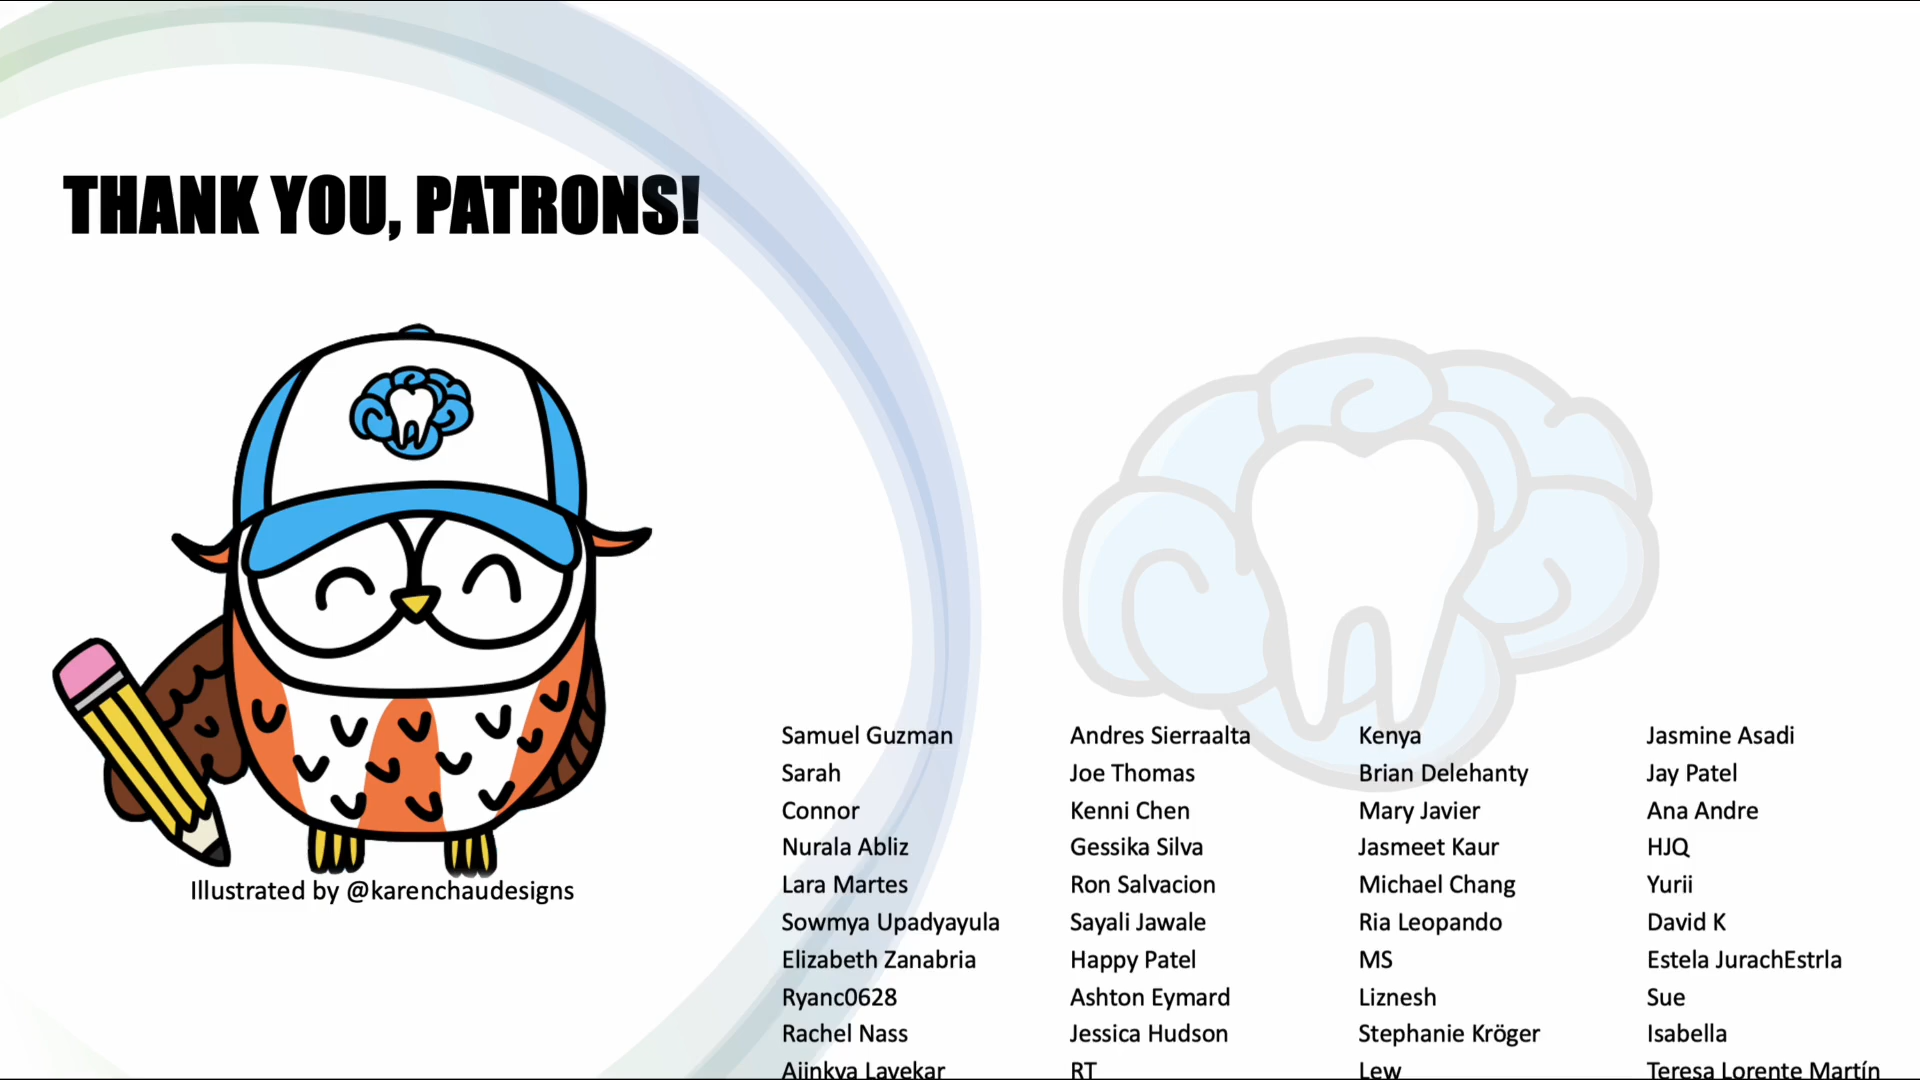 THANK YOU, PATRONS!
Illustrated by @karenchaudesigns
Samuel Guzman
Sarah
Connor
Nurala Abliz
Lara Martes
Sowmya Upadyayula
Elizabeth Zanabria
Ryanc0628
Rachel Nass
Ajinkya Lavekar
Andres Sierraalta
Joe Thomas
Kenni Chen
Gessika Silva
Ron Salvacion
Sayali Jawale
Happy Patel
Ashton Eymard
Jessica Hudson
RT
Kenya
Brian Delehanty
Mary Javier
Jasmeet Kaur
Michael Chang
Ria Leopando
MS
Liznesh
Stephanie Kröger
Lew
Jasmine Asadi
Jay Patel
Ana Andre
HJQ
Yurii
David K
Estela JurachEstrla
Sue
Isabella
Teresa Lorente Martín